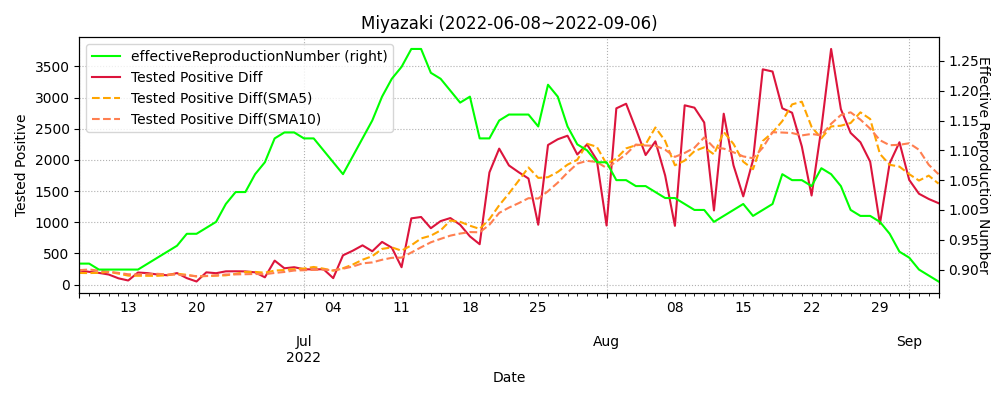 Miyazaki (2022-06-08~2022-09-06)
effectiveReproductionNumber (right)
Tested Positive Diff
Tested Positive Diff(SMA5)
Tested Positive Diff(SMA10)
Tested Positive
3500
3000
2500
2000
1500
1000
500
0
Effective Reproduction Number
1.25
1.20
1.15
1.10
1.05
1.00
0.95
0.90
13 20 27 04 11 18 25 08 15 22 29
Jul Aug Sep
2022
Date